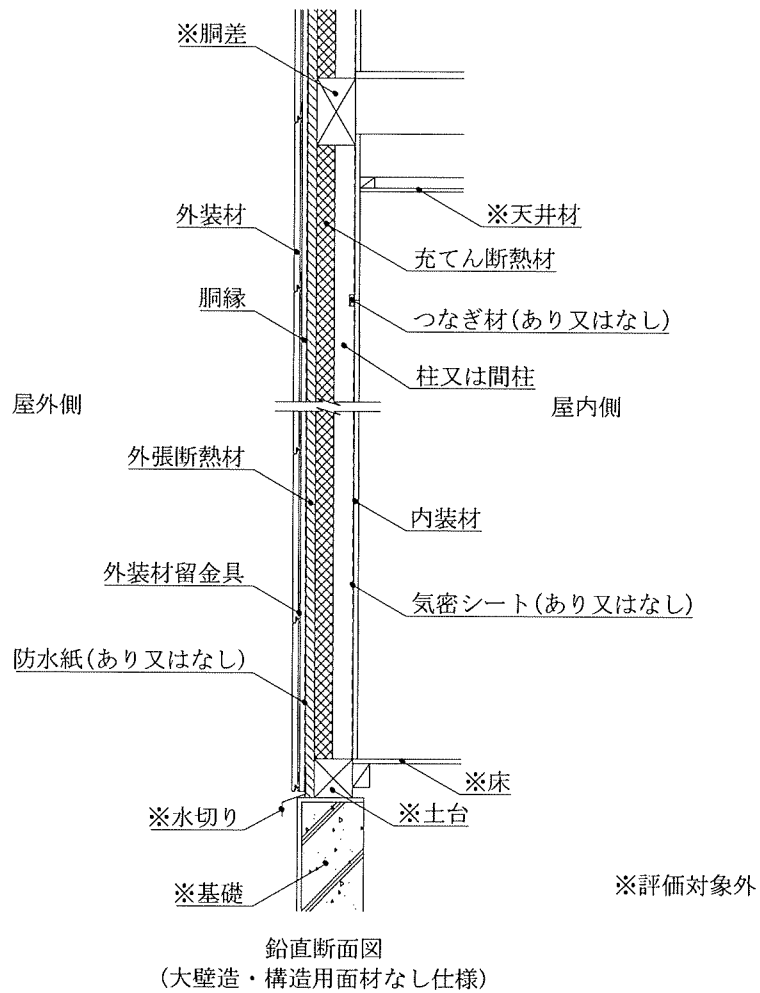 ※胴差
外装材
※天井材
充てん断熱材
胴縁
つなぎ材(あり又はなし)
柱又は間柱
屋外側
屋内側
外張断熱材
内装材
外装材留金具
気密シート(あり又はなし)
防水紙(あり又はなし)
※床
※水切り
※土台
※基礎
※評価対象外
鉛直断面図
(大壁造・構造用面材なし仕様)